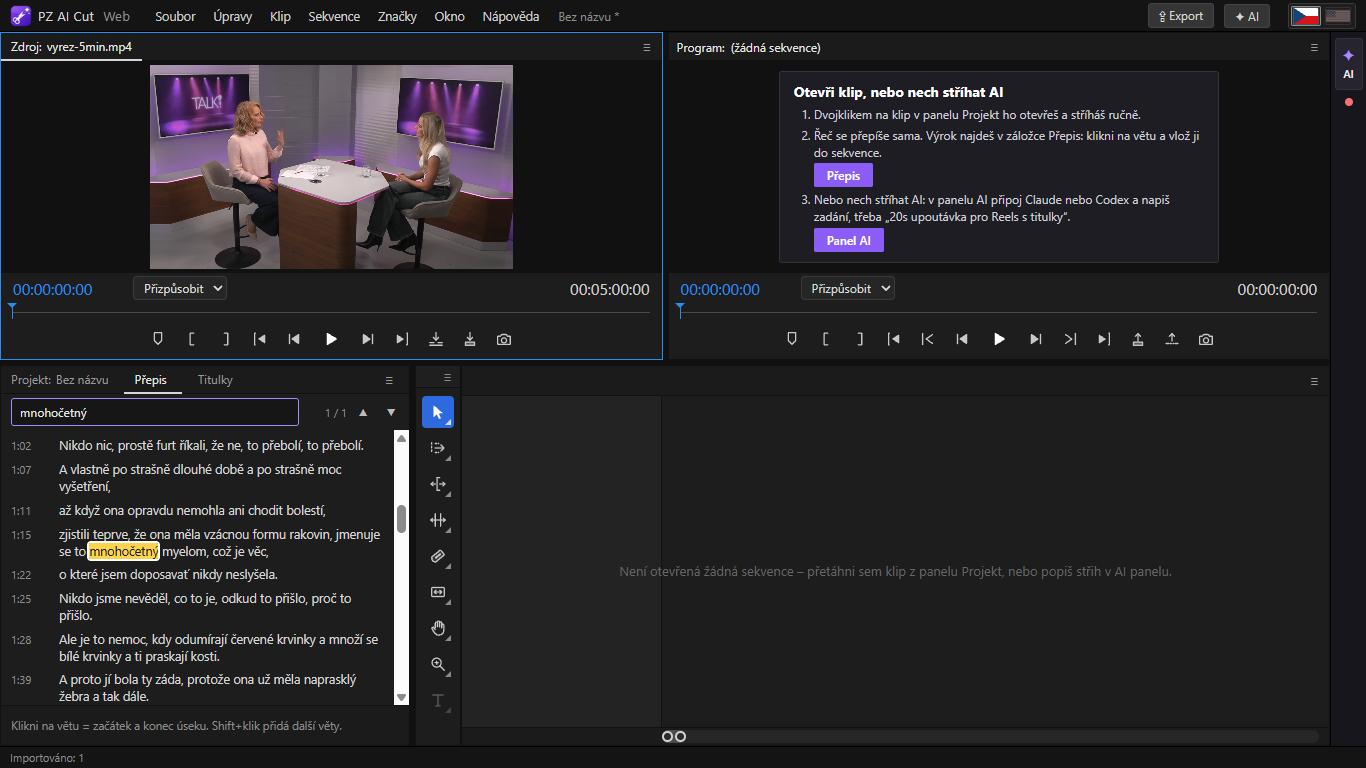 PZ AI Cut Web Soubor Úpravy Klip Sekvence Značky Okno Nápověda Bez názvu *
Export
AI
Zdroj: vyrez-5min.mp4
TALK?
00:00:00:00
Přizpůsobit
00:05:00:00
Program: (žádná sekvence)
Otevři klip, nebo nech stříhat AI
1. Dvojklikem na klip v panelu Projekt ho otevřeš a stříháš ručně.
2. Řeč se přepíše sama. Výrok najdeš v záložce Přepis: klikni na větu a vlož ji
do sekvence.
Přepis
3. Nebo nech stříhat AI: v panelu AI připoj Claude nebo Codex a napiš
zadání, třeba „20s upoutávka pro Reels s titulky“.
Panel AI
00:00:00:00
Přizpůsobit
00:00:00:00
AI
Projekt: Bez názvu Přepis Titulky
mnohočetný
1 / 1
1:02 Nikdo nic, prostě furt říkali, že ne, to přebolí, to přebolí.
1:07 A vlastně po strašně dlouhé době a po strašně moc
vyšetření,
1:11 až když ona opravdu nemohla ani chodit bolestí,
1:15 zjistili teprve, že ona měla vzácnou formu rakovin, jmenuje
se to mnohočetný myelom, což je věc,
1:22 o které jsem doposavať nikdy neslyšela.
1:25 Nikdo jsme nevěděl, co to je, odkud to přišlo, proč to
přišlo.
1:28 Ale je to nemoc, kdy odumírají červené krvinky a množí se
bílé krvinky a ti praskají kosti.
1:39 A proto jí bola ty záda, protože ona už měla naprasklý
žebra a tak dále.
Klikni na větu = začátek a konec úseku. Shift+klik přidá další věty.
T
Není otevřená žádná sekvence – přetáhni sem klip z panelu Projekt, nebo popiš střih v AI panelu.
Importováno: 1